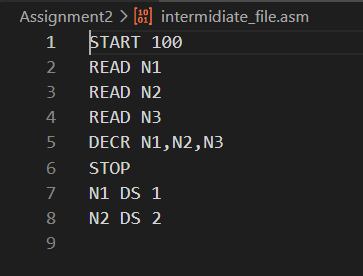 Assignment2 > intermidiate_file.asm
1 START 100
2 READ N1
3 READ N2
4 READ N3
5 DECR N1,N2,N3
6 STOP
7 N1 DS 1
8 N2 DS 2
9